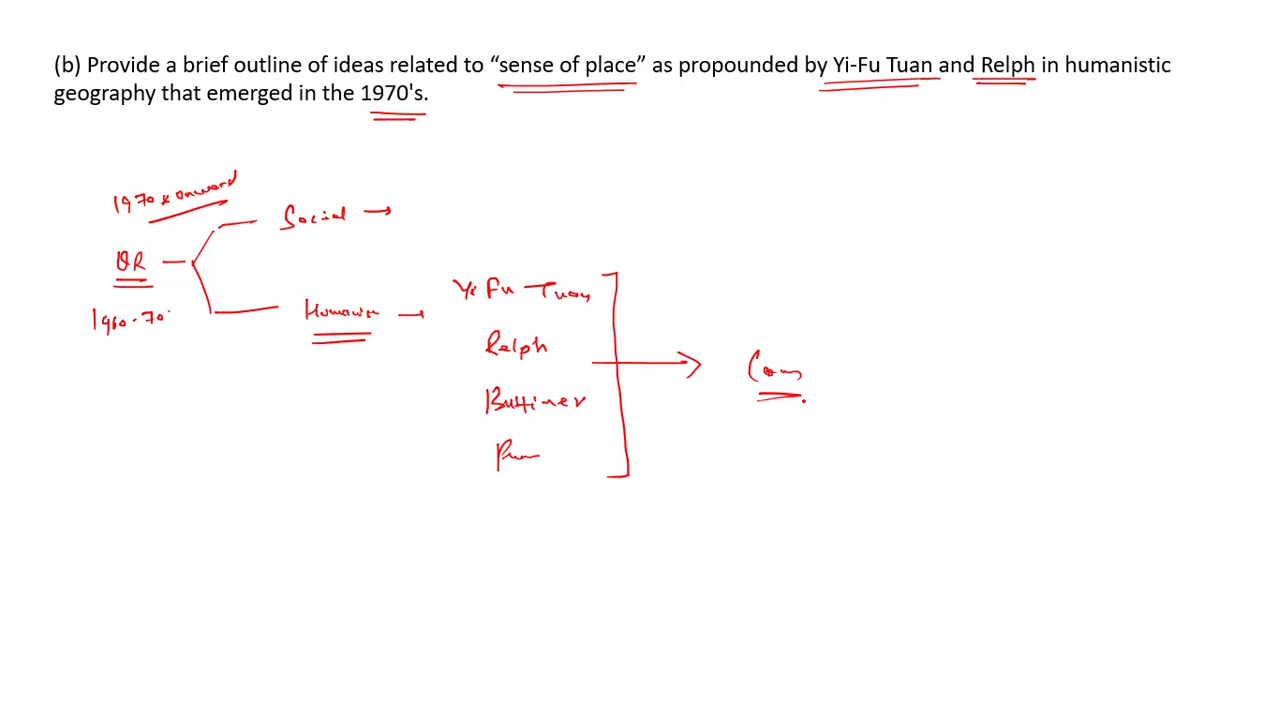 (b) Provide a brief outline of ideas related to “sense of place” as propounded by Yi-Fu Tuan and Relph in humanistic
geography that emerged in the 1970's.
1970 onward
Social
QR
Yi Fu Tuan
1960-70
Relph
Buttimer